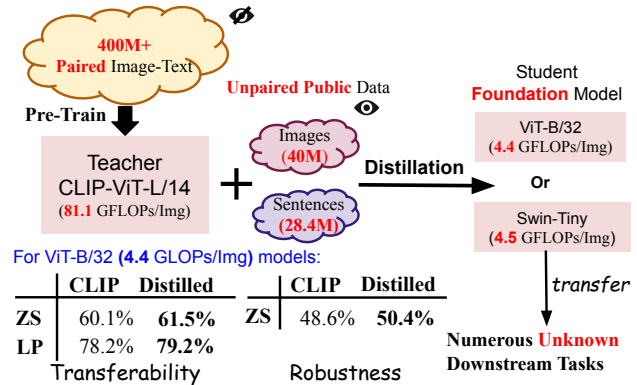 400M+
Paired Image-Text
Pre-Train
Teacher
CLIP-ViT-L/14
(81.1 GFLOPs/Img)
+
Unpaired Public Data
Images
(40M)
Sentences
(28.4M)
Distillation
Student
Foundation Model
ViT-B/32
(4.4 GFLOPs/Img)
Or
Swin-Tiny
(4.5 GFLOPs/Img)
transfer
Numerous Unknown
Downstream Tasks
For ViT-B/32 (4.4 GLOPs/Img) models:
CLIP Distilled
ZS 60.1% 61.5%
LP 78.2% 79.2%
Transferability
CLIP Distilled
ZS 48.6% 50.4%
Robustness